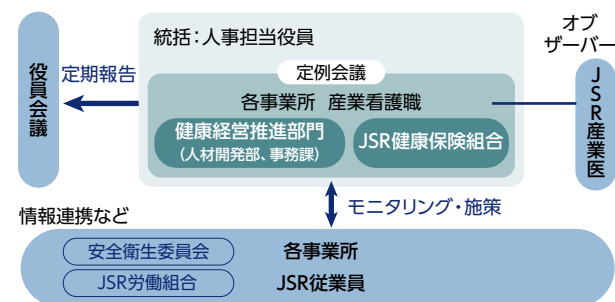 統括：人事担当役員
オブ
ザーバー
役員会議
定期報告
定例会議
各事業所 産業看護職
健康経営推進部門
（人材開発部、事務課）
JSR健康保険組合
JSR産業医
モニタリング・施策
情報連携など
安全衛生委員会
各事業所
JSR労働組合
JSR従業員